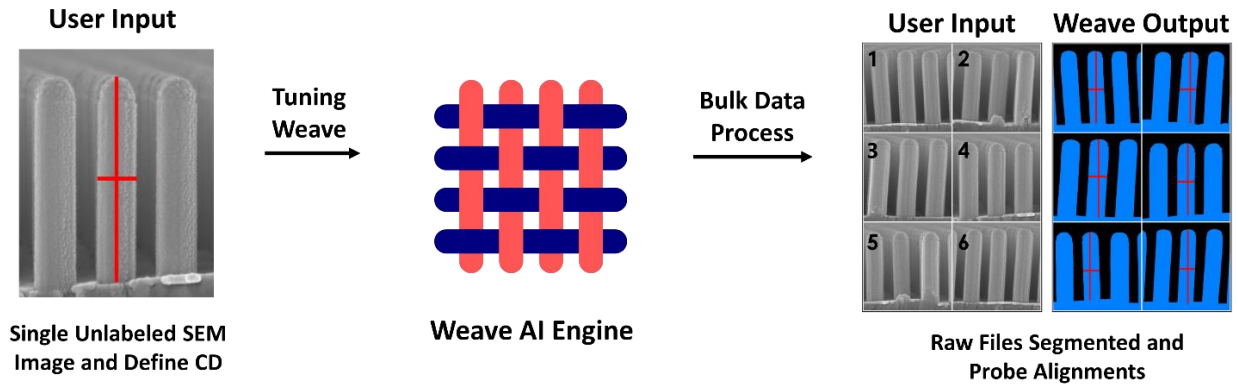 User Input
Single Unlabeled SEM
Image and Define CD
Tuning
Weave
Weave AI Engine
Bulk Data
Process
User Input
Weave Output
1
2
3
4
5
6
Raw Files Segmented and
Probe Alignments